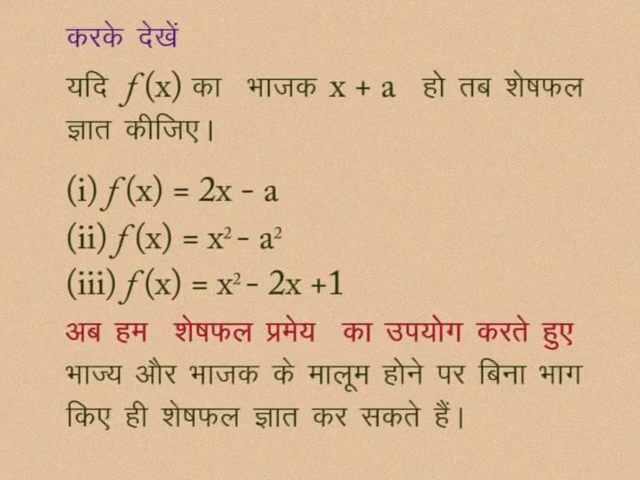 करके देखें
यदि f(x) का भाजक x + a हो तब शेषफल
ज्ञात कीजिए।
(i) f(x) = 2x - a
(ii) f(x) = x² - a²
(iii) f(x) = x² - 2x +1
अब हम शेषफल प्रमेय का उपयोग करते हुए
भाज्य और भाजक के मालूम होने पर बिना भाग
किए ही शेषफल ज्ञात कर सकते हैं।